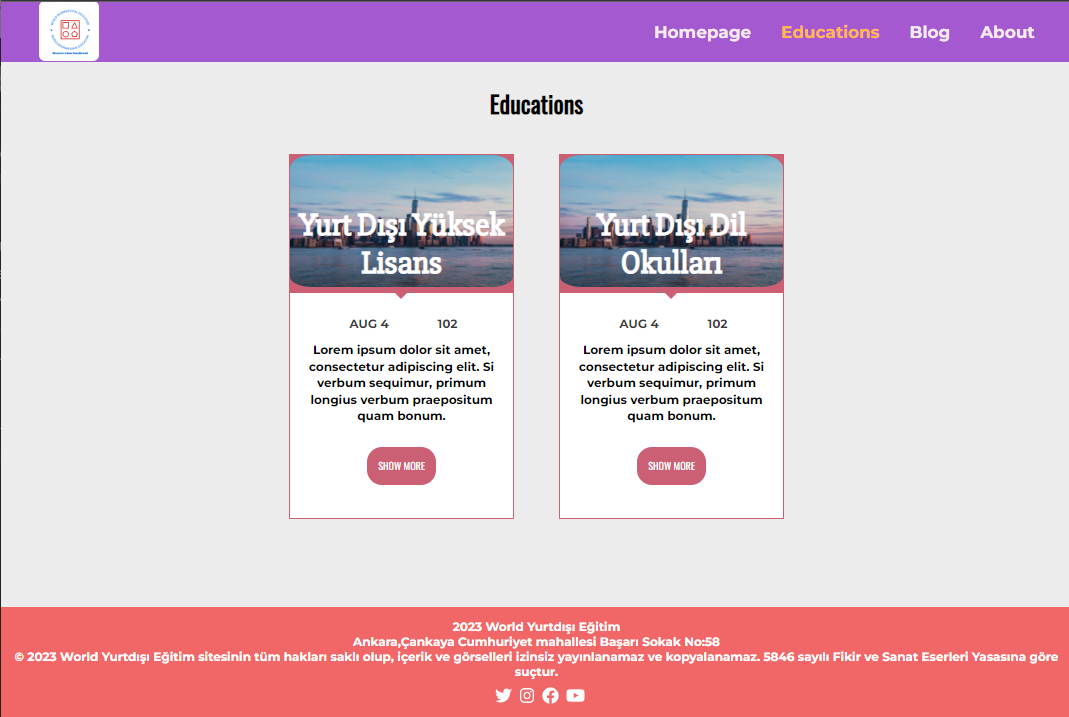 Homepage Educations Blog About
Educations
Yurt Dışı Yüksek
Lisans
AUG 4 102
Lorem ipsum dolor sit amet,
consectetur adipiscing elit. Si
verbum sequimur, primum
longius verbum praepositum
quam bonum.
SHOW MORE
Yurt Dışı Dil
Okulları
AUG 4 102
Lorem ipsum dolor sit amet,
consectetur adipiscing elit. Si
verbum sequimur, primum
longius verbum praepositum
quam bonum.
SHOW MORE
2023 World Yurtdışı Eğitim
Ankara,Çankaya Cumhuriyet mahallesi Başarı Sokak No:58
© 2023 World Yurtdışı Eğitim sitesinin tüm hakları saklı olup, içerik ve görselleri izinsiz yayınlanamaz ve kopyalanamaz. 5846 sayılı Fikir ve Sanat Eserleri Yasasına göre
suçtur.